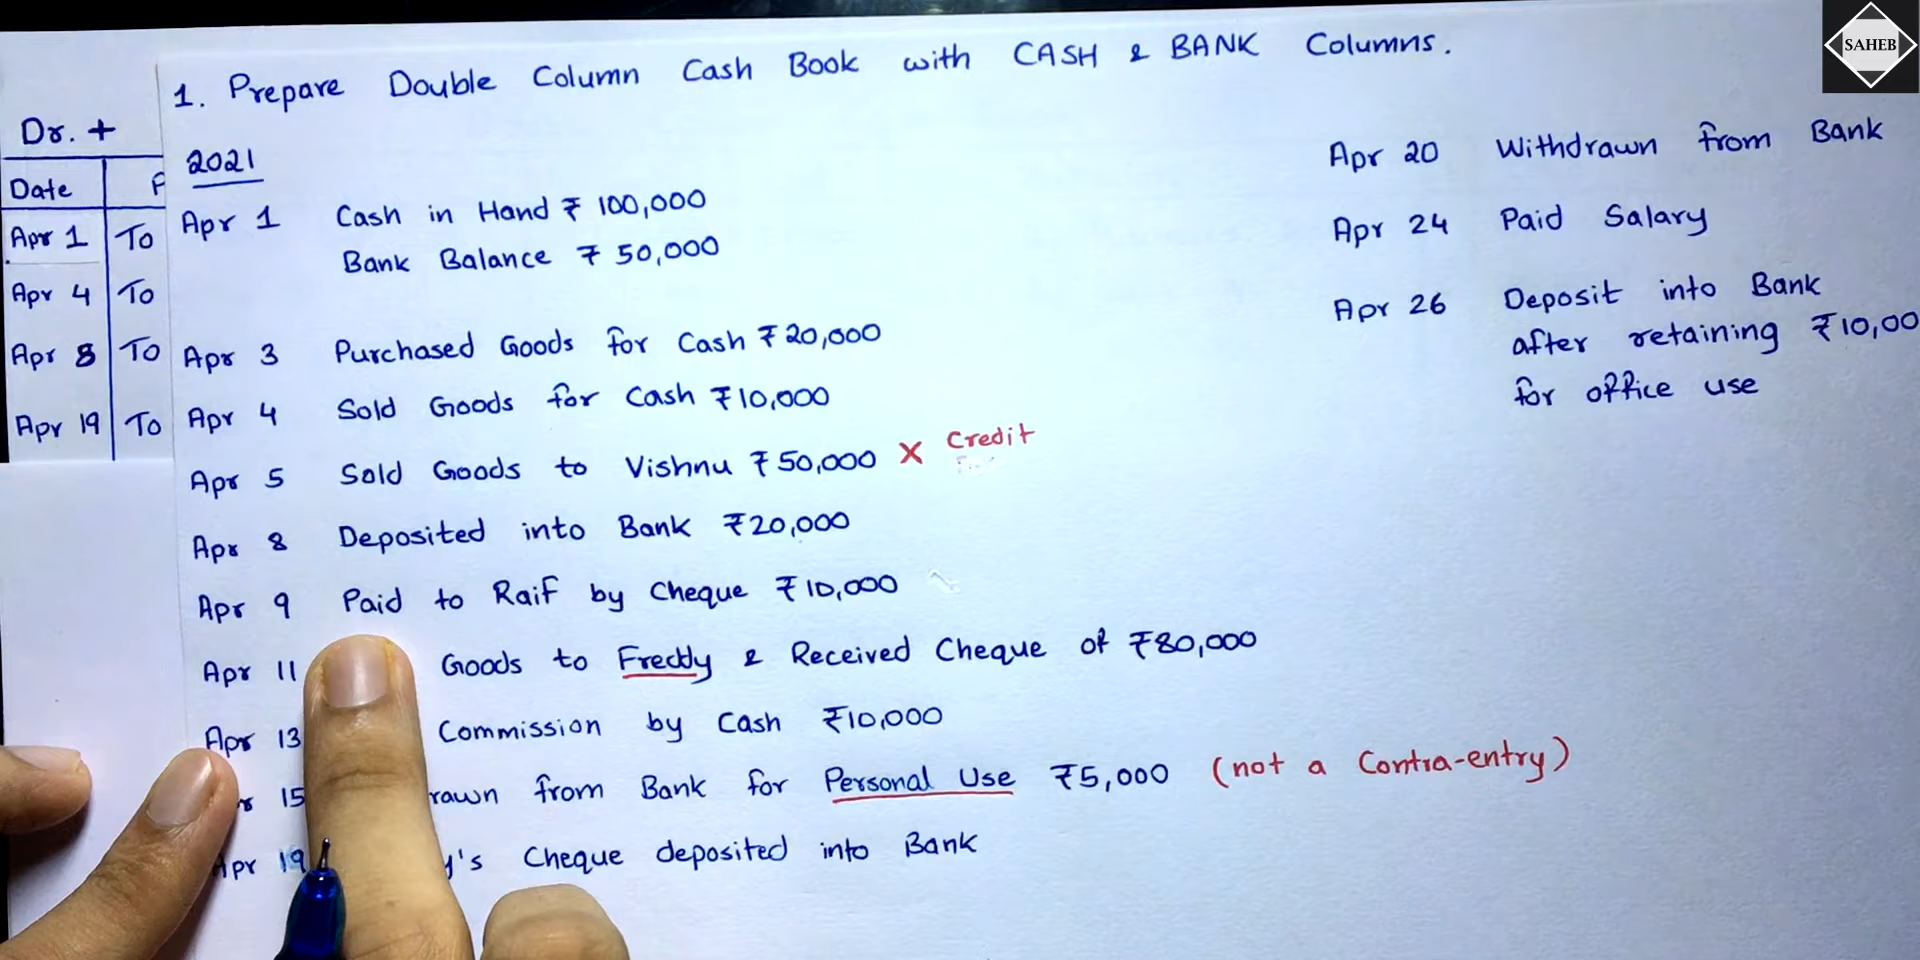 SAHEB
1. Prepare Double Column Cash Book with CASH & BANK Columns.
Dr. +
Date
Apr 1 To
Apr 4 To
Apr 8 To
Apr 19 To
2021
Apr 1 Cash in Hand ₹ 100,000
Bank Balance ₹ 50,000
Apr 3 Purchased Goods for Cash ₹20,000
Apr 4 Sold Goods for Cash ₹10,000
Apr 5 Sold Goods to Vishnu ₹50,000 X Credit
Apr 8 Deposited into Bank ₹20,000
Apr 9 Paid to Raif by Cheque ₹10,000
Apr 11 Goods to Freddy & Received Cheque of ₹80,000
Apr 13 Commission by Cash ₹10,000
15 rawn from Bank for Personal Use ₹5,000 (not a Contra-entry)
Apr 19 y's Cheque deposited into Bank
Apr 20 Withdrawn from Bank
Apr 24 Paid Salary
Apr 26 Deposit into Bank
after retaining ₹10,00
for office use